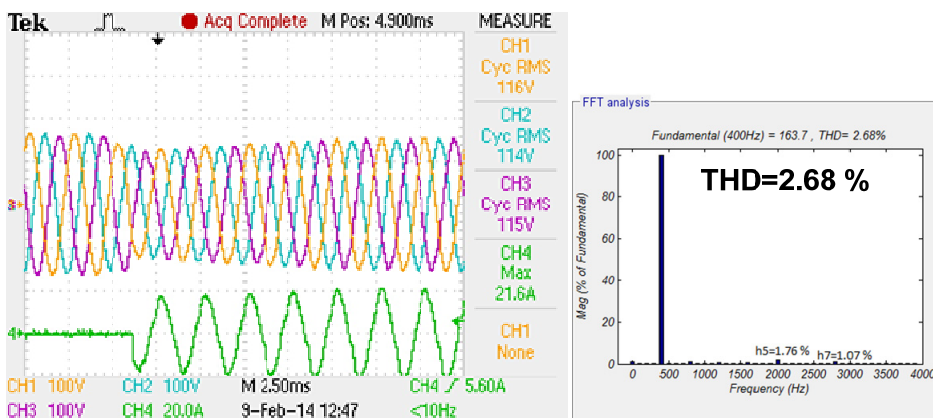 Tek
Acq Complete M Pos: 4.900ms
MEASURE
CH1
Cyc RMS
116V
CH2
Cyc RMS
114V
CH3
Cyc RMS
115V
CH4
Max
21.6A
CH1
None
3
4
CH1 100V CH2 100V M 2.50ms CH4 5.60A
CH3 100V CH4 20.0A 9-Feb-14 12:47 <10Hz
FFT analysis
Fundamental (400Hz) = 163.7 , THD= 2.68%
THD=2.68 %
Mag (% of Fundamental)
100
80
60
40
20
0
h5=1.76 % h7=1.07 %
0 500 1000 1500 2000 2500 3000 3500 4000
Frequency (Hz)